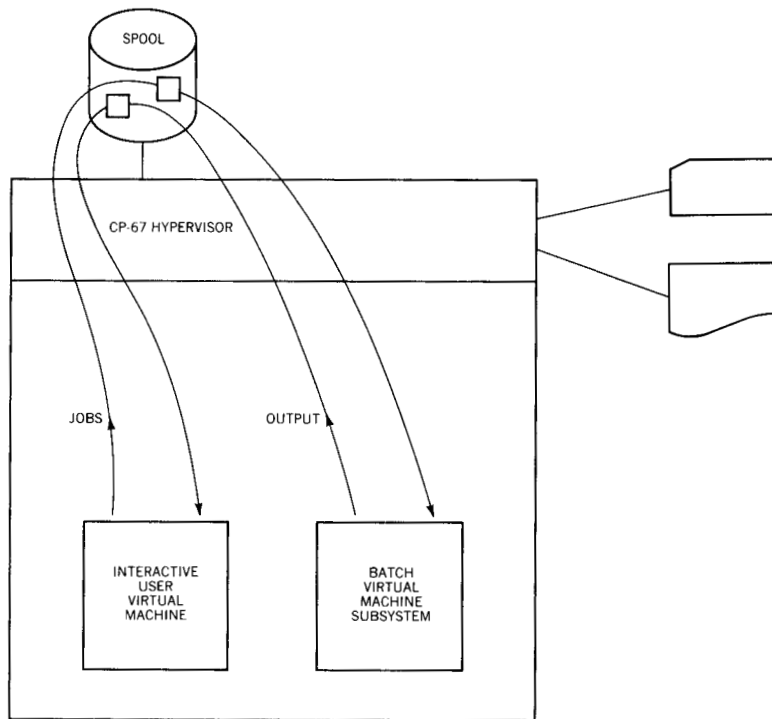 SPOOL
CP-67 HYPERVISOR
JOBS
OUTPUT
INTERACTIVE
USER
VIRTUAL
MACHINE
BATCH
VIRTUAL
MACHINE
SUBSYSTEM